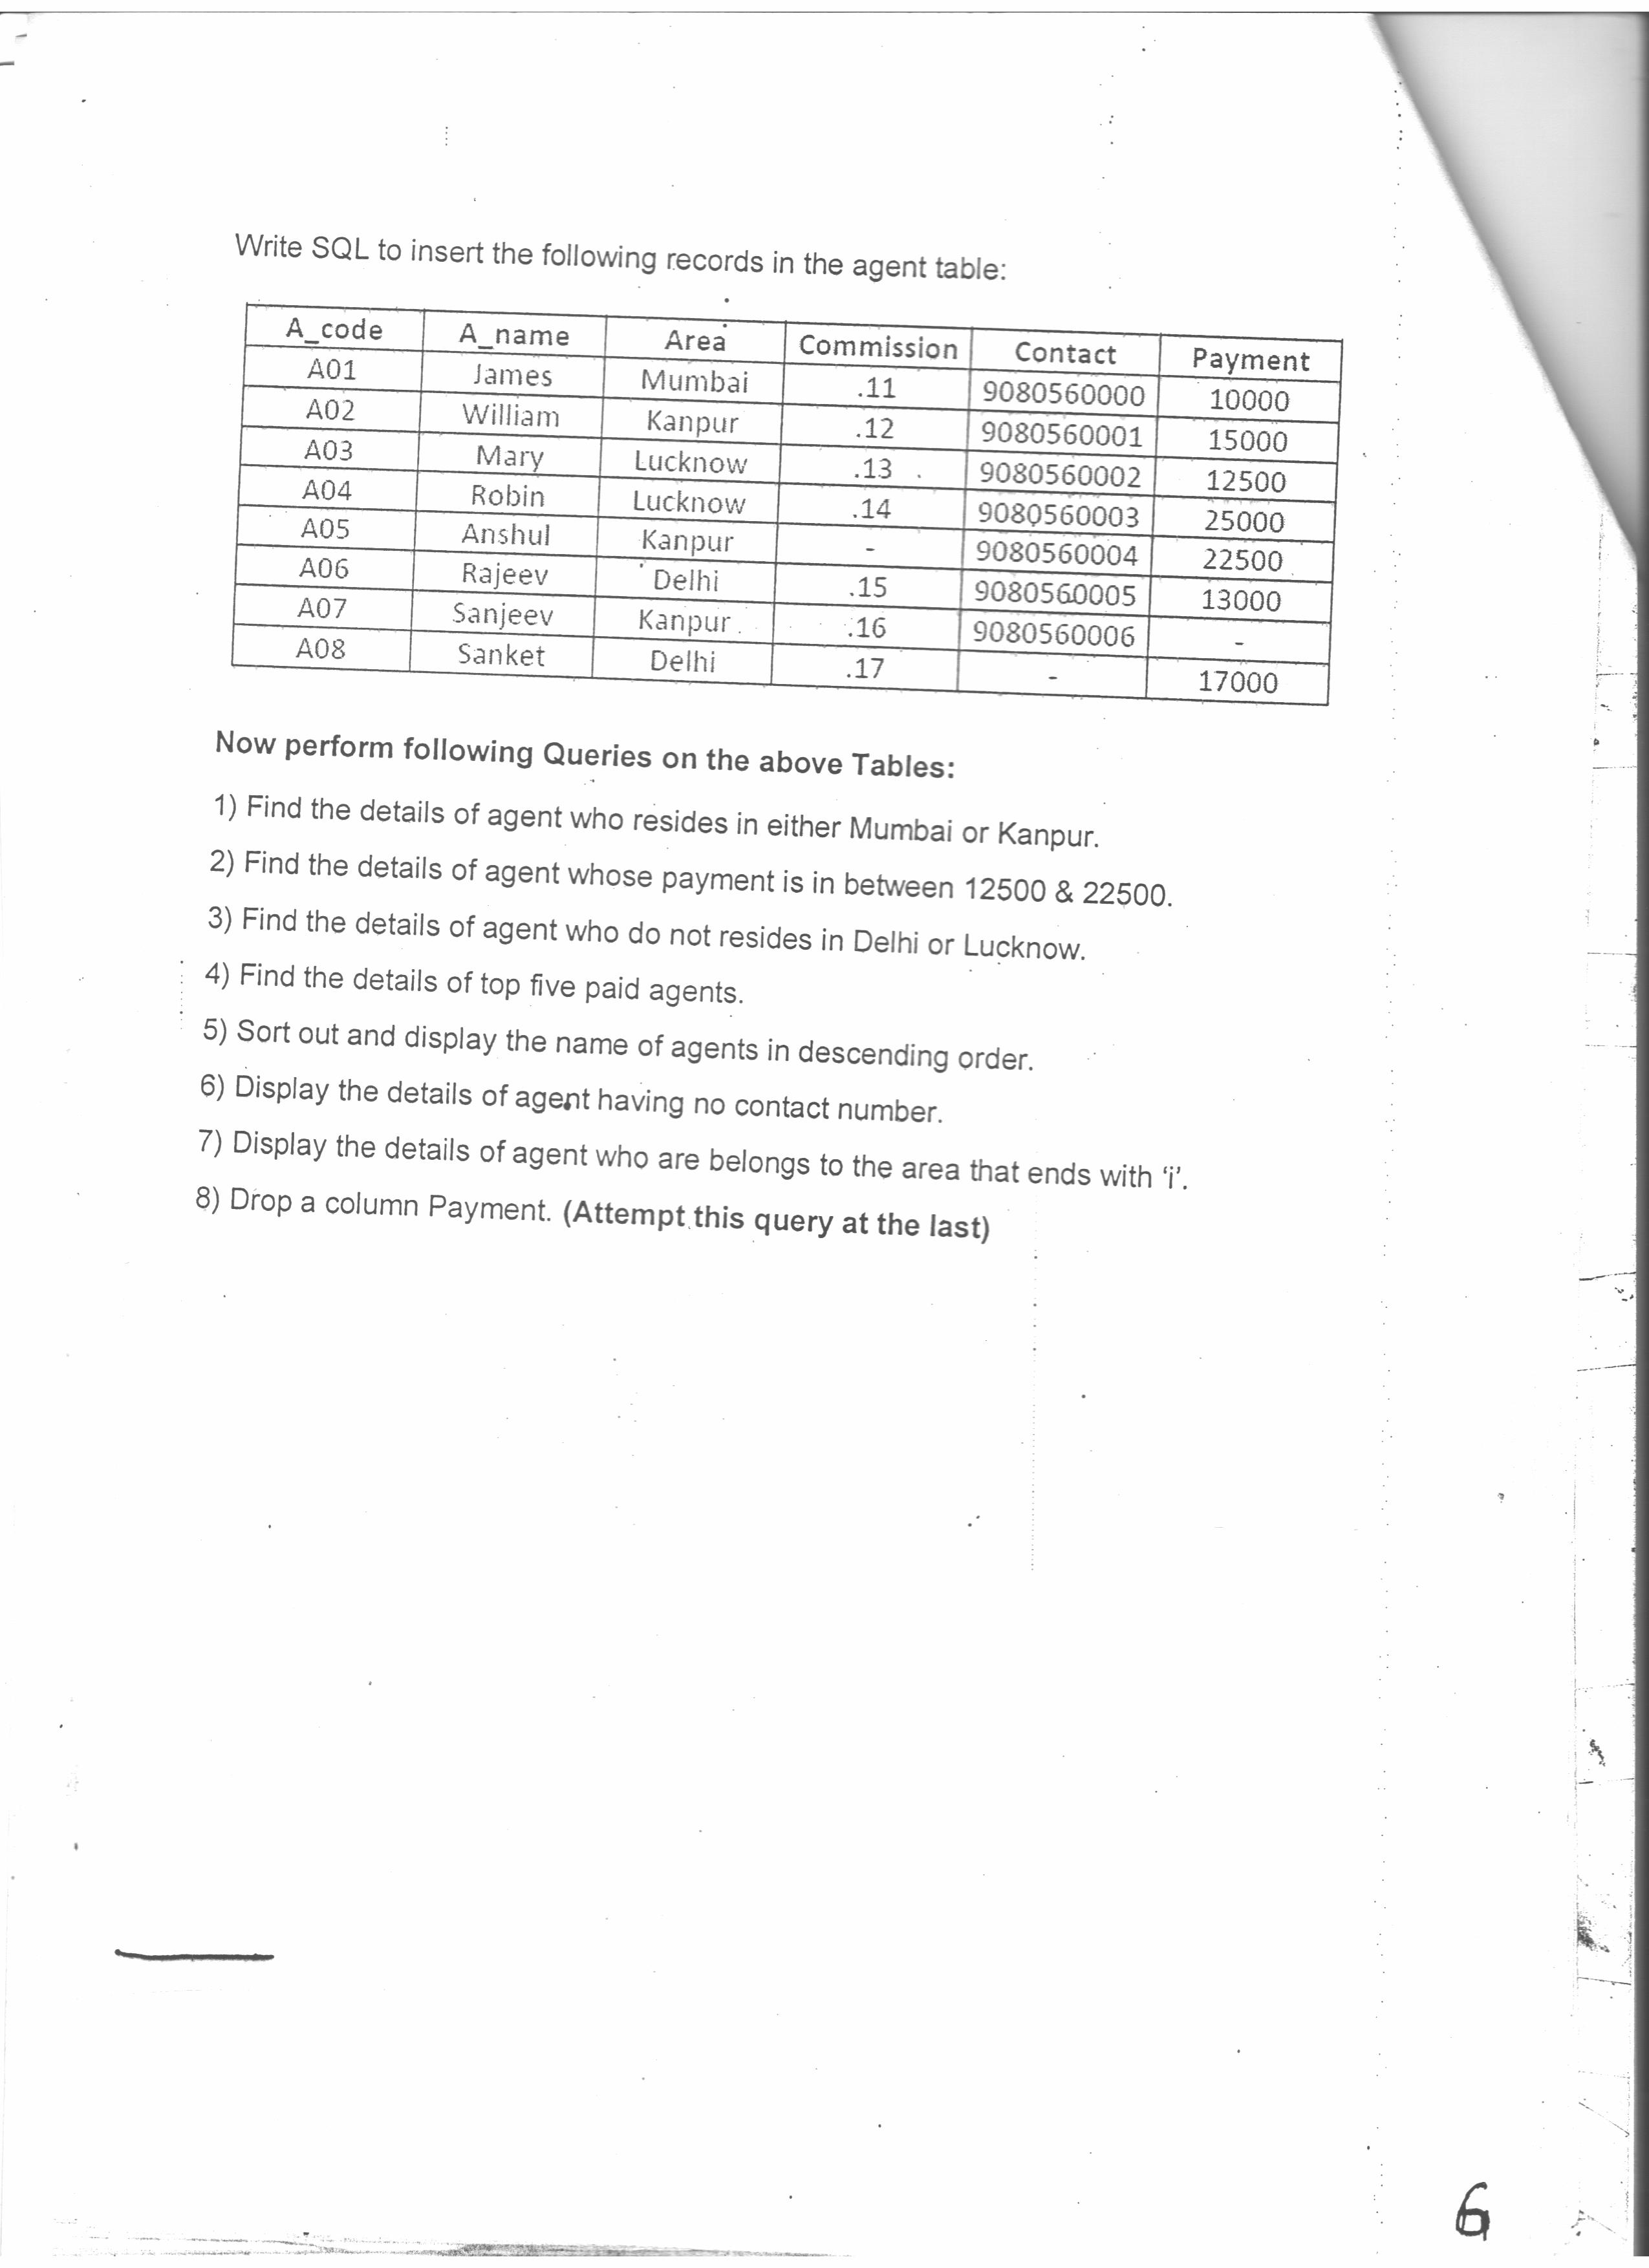 Write SQL to insert the following records in the agent table:
A_code A_name Area Commission Contact Payment
A01 James Mumbai .11 9080560000 10000
A02 William Kanpur .12 9080560001 15000
A03 Mary Lucknow .13 9080560002 12500
A04 Robin Lucknow .14 9080560003 25000
A05 Anshul Kanpur - 9080560004 22500
A06 Rajeev Delhi .15 9080560005 13000
A07 Sanjeev Kanpur .16 9080560006 -
A08 Sanket Delhi .17 - 17000
Now perform following Queries on the above Tables:
1) Find the details of agent who resides in either Mumbai or Kanpur.
2) Find the details of agent whose payment is in between 12500 & 22500.
3) Find the details of agent who do not resides in Delhi or Lucknow.
4) Find the details of top five paid agents.
5) Sort out and display the name of agents in descending order.
6) Display the details of agent having no contact number.
7) Display the details of agent who are belongs to the area that ends with ‘i’.
8) Drop a column Payment. (Attempt this query at the last)
6